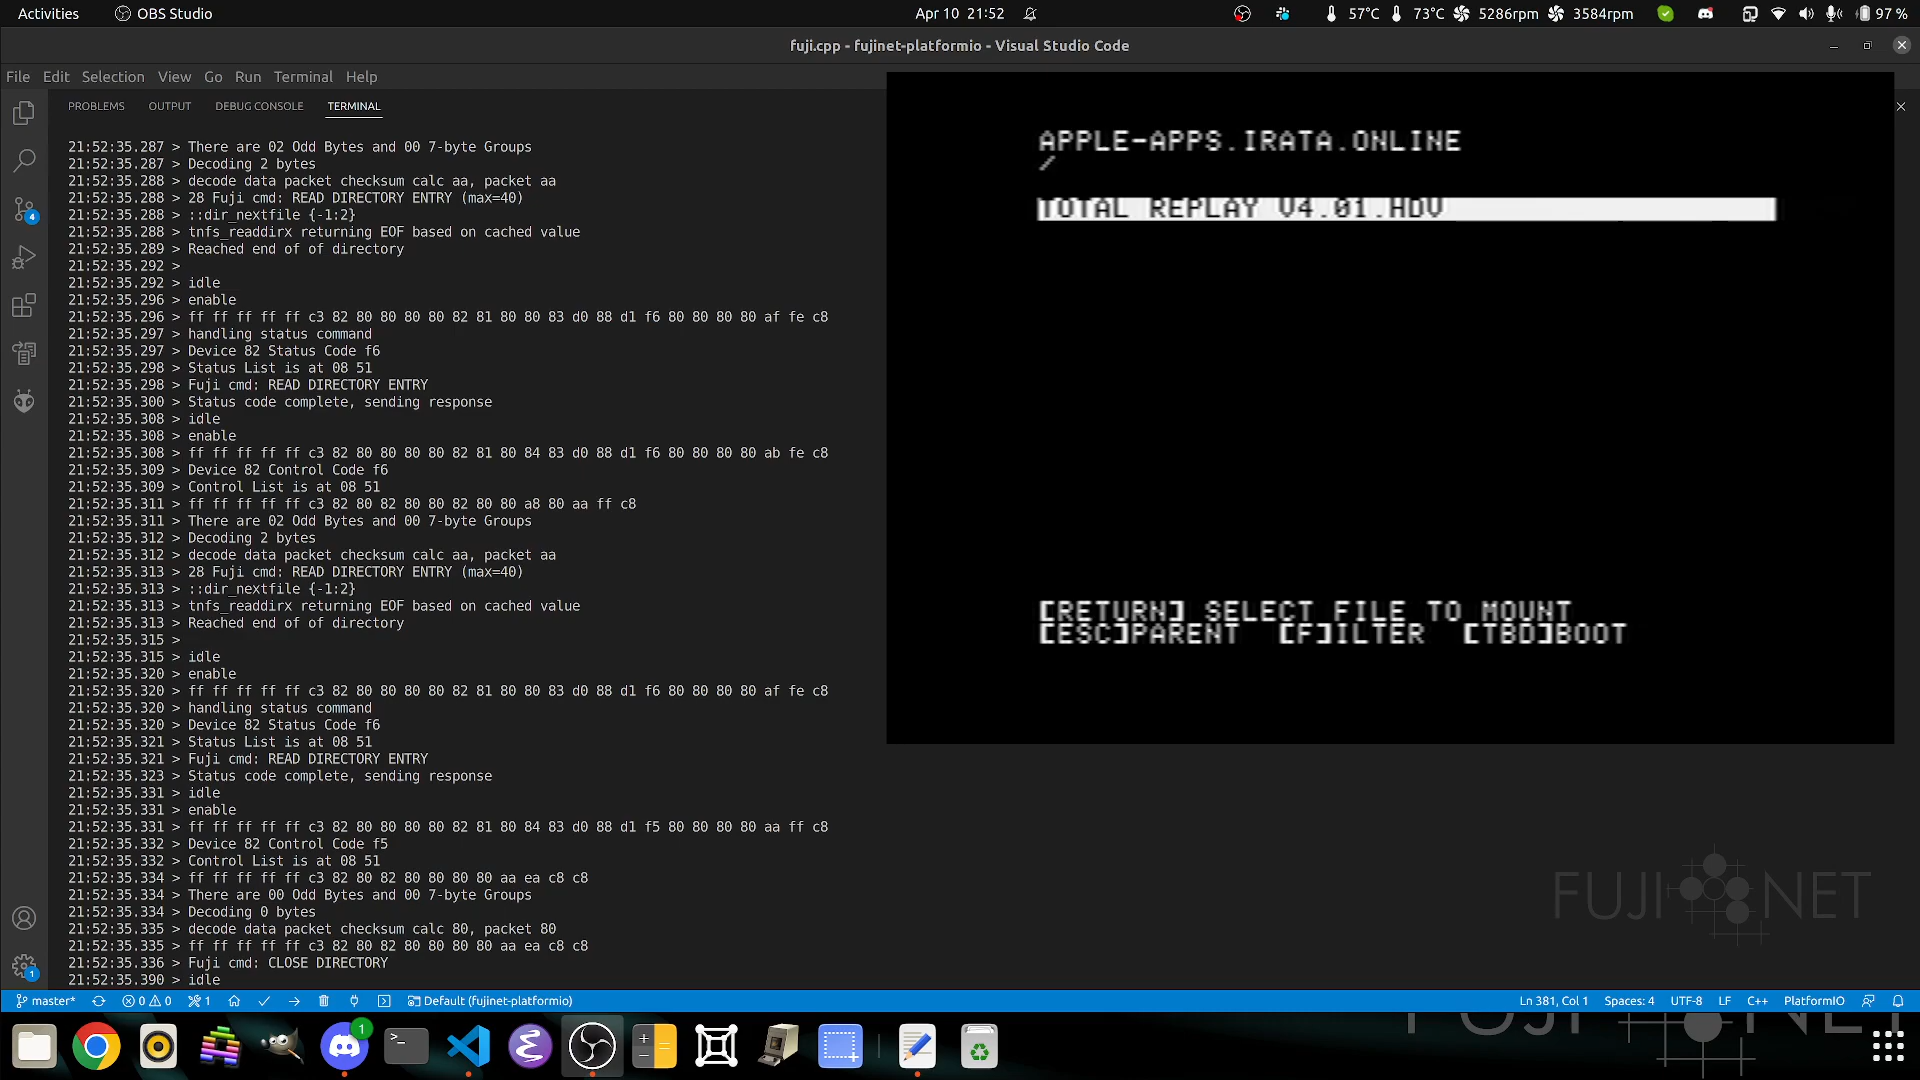 Activities
OBS Studio
Apr 10 21:52
57°C
73°C
5286rpm
3584rpm
97 %
fuji.cpp - fujinet-platformio - Visual Studio Code
File Edit Selection View Go Run Terminal Help
PROBLEMS OUTPUT DEBUG CONSOLE TERMINAL
21:52:35.287 > There are 02 Odd Bytes and 00 7-byte Groups
21:52:35.287 > Decoding 2 bytes
21:52:35.288 > decode data packet checksum calc aa, packet aa
21:52:35.288 > 28 Fuji cmd: READ DIRECTORY ENTRY (max=40)
21:52:35.288 > ::dir_nextfile {-1:2}
21:52:35.288 > tnfs_readdirx returning EOF based on cached value
21:52:35.289 > Reached end of of directory
21:52:35.292 >
21:52:35.292 > idle
21:52:35.296 > enable
21:52:35.296 > ff ff ff ff ff c3 82 80 80 80 80 82 81 80 80 83 d0 88 d1 f6 80 80 80 80 af fe c8
21:52:35.297 > handling status command
21:52:35.297 > Device 82 Status Code f6
21:52:35.298 > Status List is at 08 51
21:52:35.298 > Fuji cmd: READ DIRECTORY ENTRY
21:52:35.300 > Status code complete, sending response
21:52:35.308 > idle
21:52:35.308 > enable
21:52:35.308 > ff ff ff ff ff c3 82 80 80 80 80 82 81 80 84 83 d0 88 d1 f6 80 80 80 80 ab fe c8
21:52:35.309 > Device 82 Control Code f6
21:52:35.309 > Control List is at 08 51
21:52:35.311 > ff ff ff ff ff c3 82 80 82 80 80 82 80 80 a8 80 aa ff c8
21:52:35.311 > There are 02 Odd Bytes and 00 7-byte Groups
21:52:35.312 > Decoding 2 bytes
21:52:35.312 > decode data packet checksum calc aa, packet aa
21:52:35.313 > 28 Fuji cmd: READ DIRECTORY ENTRY (max=40)
21:52:35.313 > ::dir_nextfile {-1:2}
21:52:35.313 > tnfs_readdirx returning EOF based on cached value
21:52:35.313 > Reached end of of directory
21:52:35.315 >
21:52:35.315 > idle
21:52:35.320 > enable
21:52:35.320 > ff ff ff ff ff c3 82 80 80 80 80 82 81 80 80 83 d0 88 d1 f6 80 80 80 80 af fe c8
21:52:35.320 > handling status command
21:52:35.320 > Device 82 Status Code f6
21:52:35.321 > Status List is at 08 51
21:52:35.321 > Fuji cmd: READ DIRECTORY ENTRY
21:52:35.323 > Status code complete, sending response
21:52:35.331 > idle
21:52:35.331 > enable
21:52:35.331 > ff ff ff ff ff c3 82 80 80 80 80 82 81 80 84 83 d0 88 d1 f5 80 80 80 80 aa ff c8
21:52:35.332 > Device 82 Control Code f5
21:52:35.332 > Control List is at 08 51
21:52:35.334 > ff ff ff ff ff c3 82 80 82 80 80 80 80 80 aa ea c8 c8
21:52:35.334 > There are 00 Odd Bytes and 00 7-byte Groups
21:52:35.334 > Decoding 0 bytes
21:52:35.335 > decode data packet checksum calc 80, packet 80
21:52:35.335 > ff ff ff ff ff c3 82 80 82 80 80 80 80 80 aa ea c8 c8
21:52:35.336 > Fuji cmd: CLOSE DIRECTORY
21:52:35.390 > idle
APPLE-APPS.IRATA.ONLINE
/
TOTAL REPLAY V4.01.HDV
[RETURN] SELECT FILE TO MOUNT
[ESC]PARENT [F]ILTER [TBD]BOOT
FUJI NET
4
1
master* 0 0 1 Default (fujinet-platformio)
Ln 381, Col 1 Spaces: 4 UTF-8 LF C++ PlatformIO
1